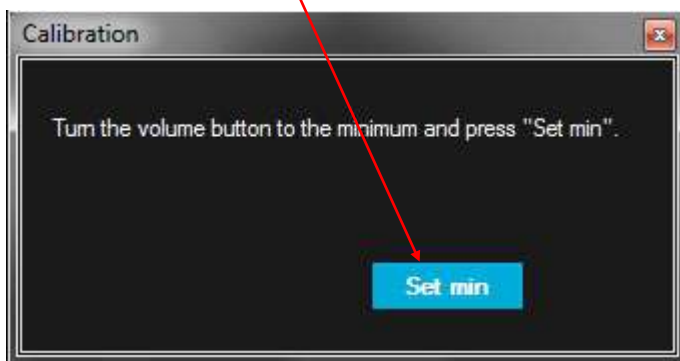 Calibration
Turn the volume button to the minimum and press "Set min".
Set min